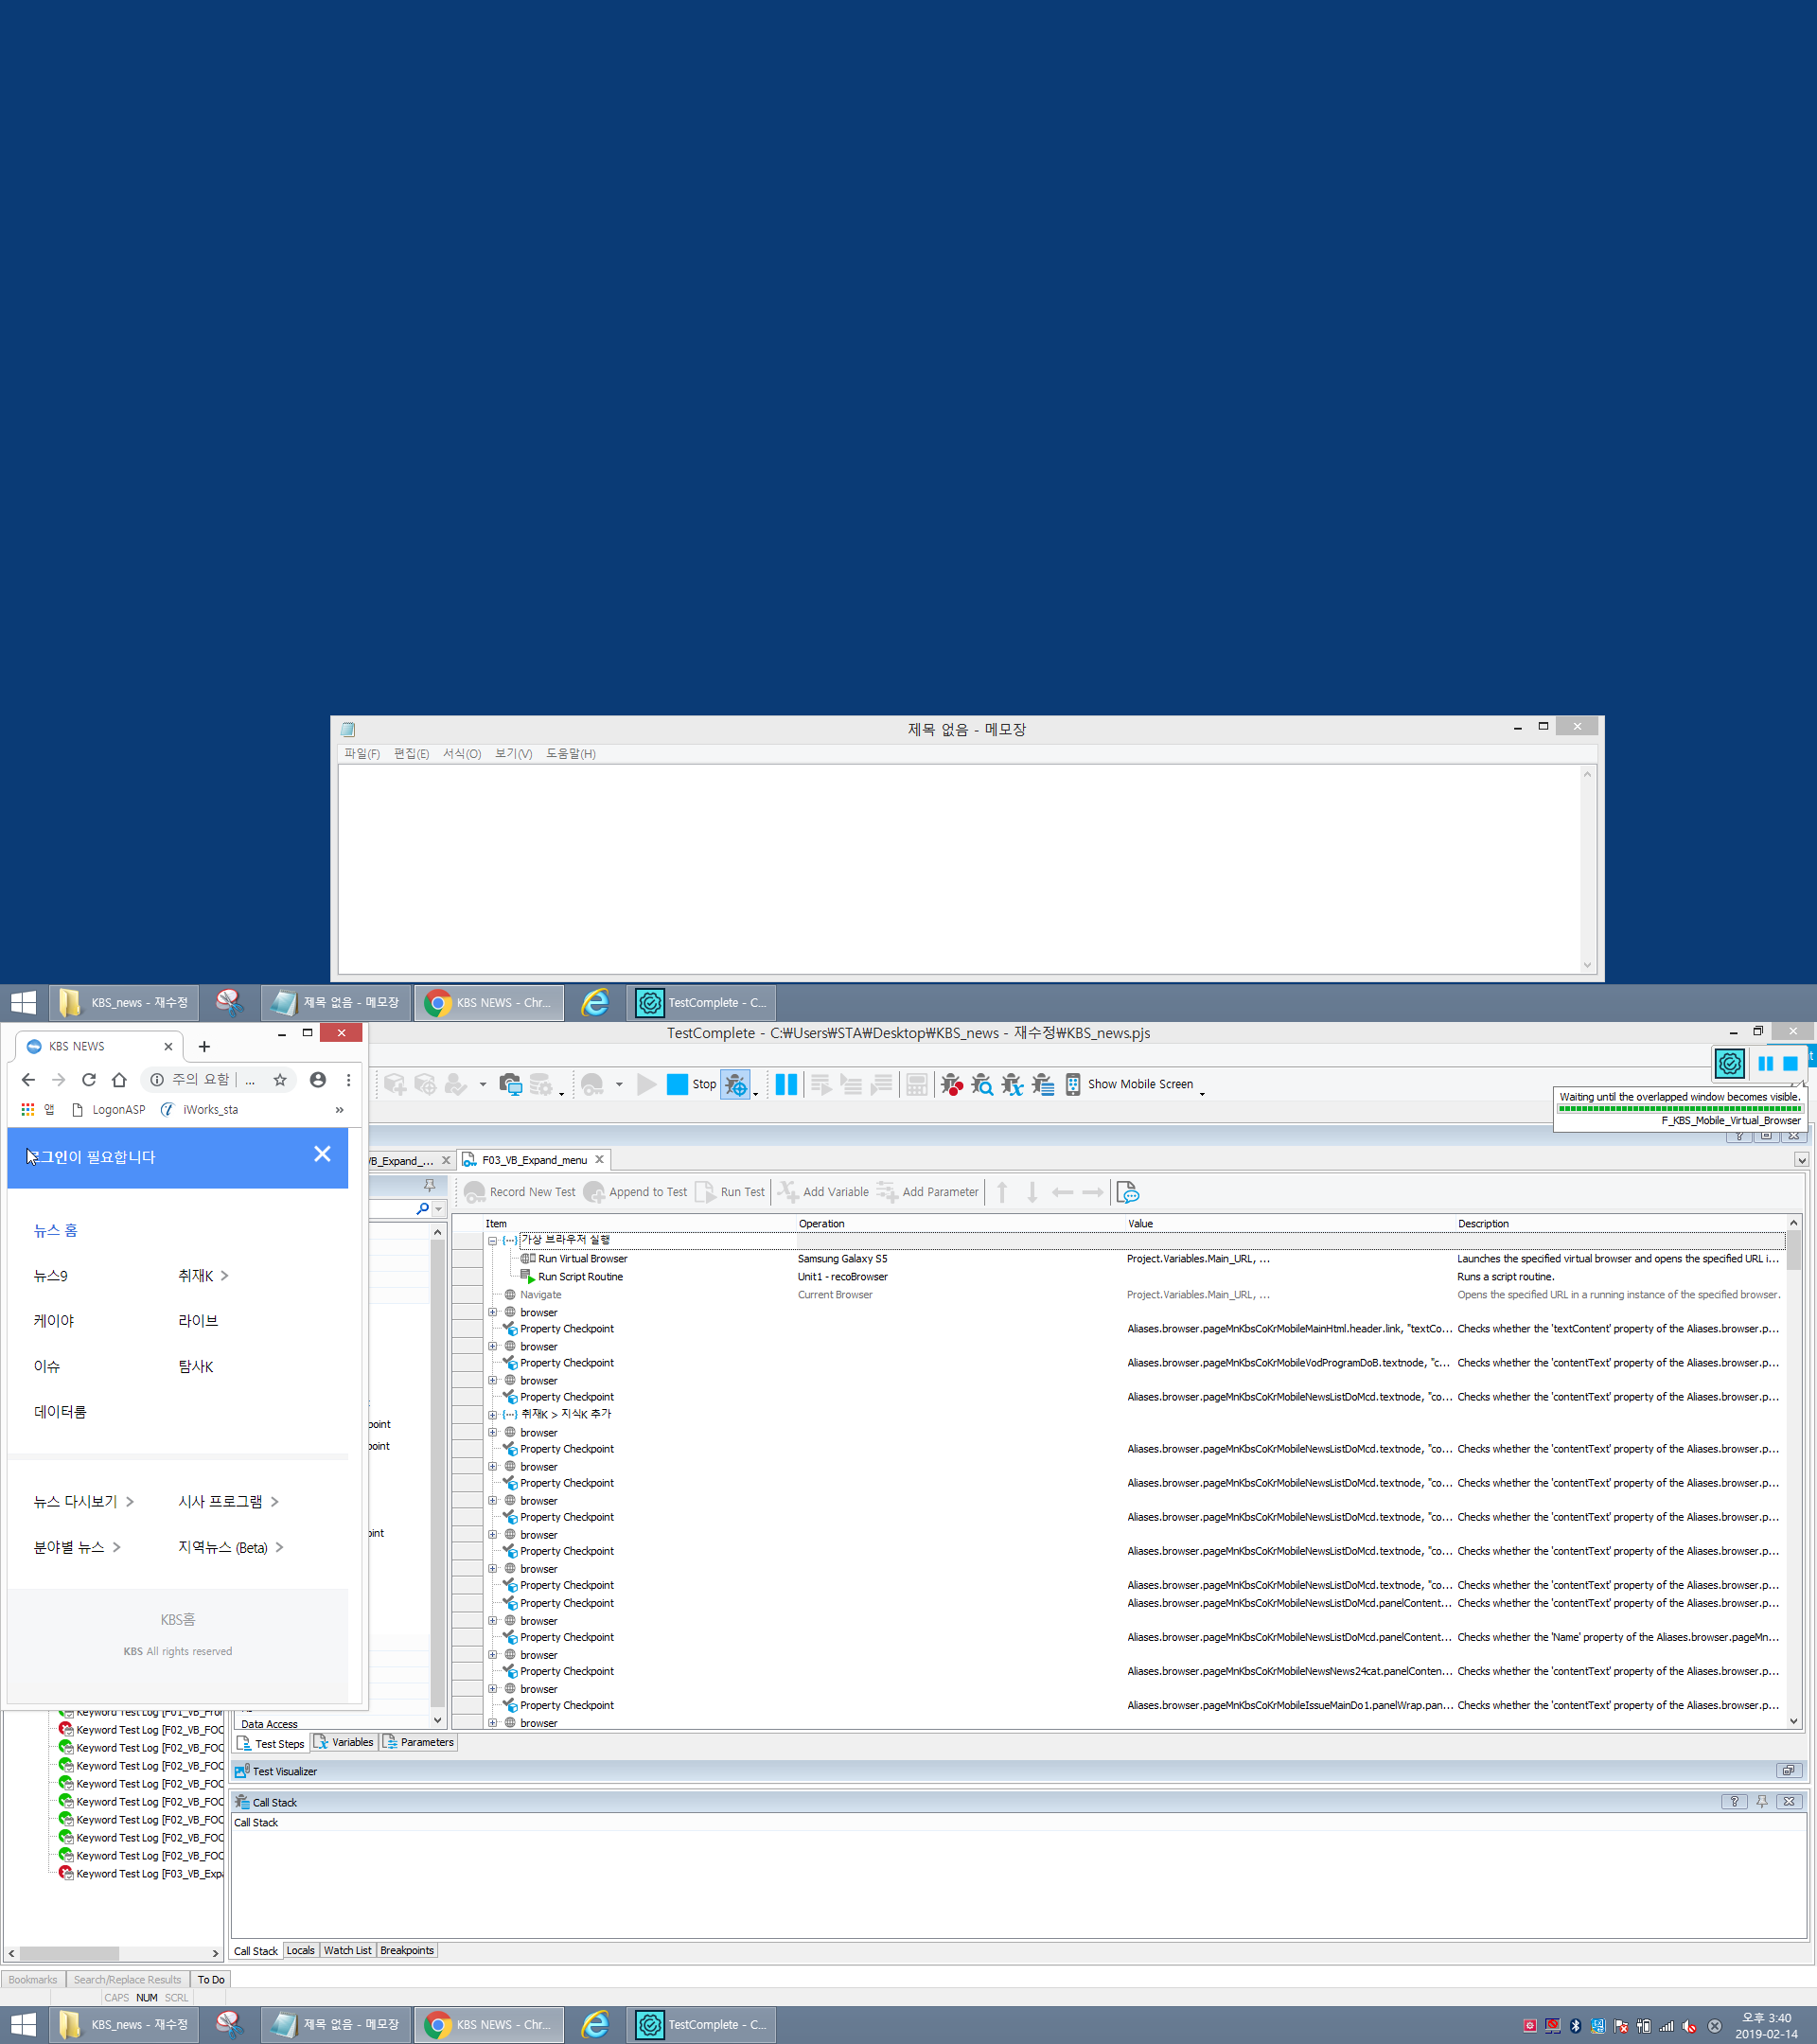 제목 없음 - 메모장
파일(F) 편집(E) 서식(O) 보기(V) 도움말(H)
KBS_news - 재수정 제목 없음 - 메모장 KBS NEWS - Chr... TestComplete - C...
TestComplete - C:₩Users₩STA₩Desktop₩KBS_news - 재수정₩KBS_news.pjs
KBS NEWS
주의 요함 ...
앱 LogonASP iWorks_sta »
Stop Show Mobile Screen
Waiting until the overlapped window becomes visible.
F_KBS_Mobile_Virtual_Browser
그인이 필요합니다
뉴스 홈
뉴스9 취재K >
케이야 라이브
이슈 탐사K
데이터룸
뉴스 다시보기 > 시사 프로그램 >
분야별 뉴스 > 지역뉴스 (Beta) >
KBS홈
KBS All rights reserved
VB_Expand_... F03_VB_Expand_menu
Record New Test Append to Test Run Test Add Variable Add Parameter
Item Operation Value Description
가상 브라우저 실행
Run Virtual Browser Samsung Galaxy S5 Project.Variables.Main_URL, ... Launches the specified virtual browser and opens the specified URL i...
Run Script Routine Unit1 - recoBrowser Runs a script routine.
Navigate Current Browser Project.Variables.Main_URL, ... Opens the specified URL in a running instance of the specified browser.
browser
Property Checkpoint Aliases.browser.pageMnKbsCoKrMobileMainHtml.header.link, "textCo... Checks whether the 'textContent' property of the Aliases.browser.p...
browser
Property Checkpoint Aliases.browser.pageMnKbsCoKrMobileVodProgramDoB.textnode, "c... Checks whether the 'contentText' property of the Aliases.browser.p...
browser
Property Checkpoint Aliases.browser.pageMnKbsCoKrMobileNewsListDoMcd.textnode, "co... Checks whether the 'contentText' property of the Aliases.browser.p...
취재K > 지식K 추가
browser
Property Checkpoint Aliases.browser.pageMnKbsCoKrMobileNewsListDoMcd.textnode, "co... Checks whether the 'contentText' property of the Aliases.browser.p...
browser
Property Checkpoint Aliases.browser.pageMnKbsCoKrMobileNewsListDoMcd.textnode, "co... Checks whether the 'contentText' property of the Aliases.browser.p...
browser
Property Checkpoint Aliases.browser.pageMnKbsCoKrMobileNewsListDoMcd.textnode, "co... Checks whether the 'contentText' property of the Aliases.browser.p...
browser
Property Checkpoint Aliases.browser.pageMnKbsCoKrMobileNewsListDoMcd.textnode, "co... Checks whether the 'contentText' property of the Aliases.browser.p...
browser
Property Checkpoint Aliases.browser.pageMnKbsCoKrMobileNewsListDoMcd.textnode, "co... Checks whether the 'contentText' property of the Aliases.browser.p...
Property Checkpoint Aliases.browser.pageMnKbsCoKrMobileNewsListDoMcd.panelContent... Checks whether the 'contentText' property of the Aliases.browser.p...
browser
Property Checkpoint Aliases.browser.pageMnKbsCoKrMobileNewsListDoMcd.panelContent... Checks whether the 'Name' property of the Aliases.browser.pageMn...
browser
Property Checkpoint Aliases.browser.pageMnKbsCoKrMobileNewsNews24cat.panelConten... Checks whether the 'contentText' property of the Aliases.browser.p...
browser
Property Checkpoint Aliases.browser.pageMnKbsCoKrMobileIssueMainDo1.panelWrap.pan... Checks whether the 'contentText' property of the Aliases.browser.p...
browser
point
point
int
Data Access
Test Steps Variables Parameters
Keyword Test Log [F01_VB_Fror
Keyword Test Log [F02_VB_FOC
Keyword Test Log [F02_VB_FOC
Keyword Test Log [F02_VB_FOC
Keyword Test Log [F02_VB_FOC
Keyword Test Log [F02_VB_FOC
Keyword Test Log [F02_VB_FOC
Keyword Test Log [F02_VB_FOC
Keyword Test Log [F02_VB_FOC
Keyword Test Log [F03_VB_Expa
Test Visualizer
Call Stack
Call Stack
Call Stack Locals Watch List Breakpoints
Bookmarks Search/Replace Results To Do
CAPS NUM SCRL
KBS_news - 재수정 제목 없음 - 메모장 KBS NEWS - Chr... TestComplete - C...
오후 3:40
2019-02-14